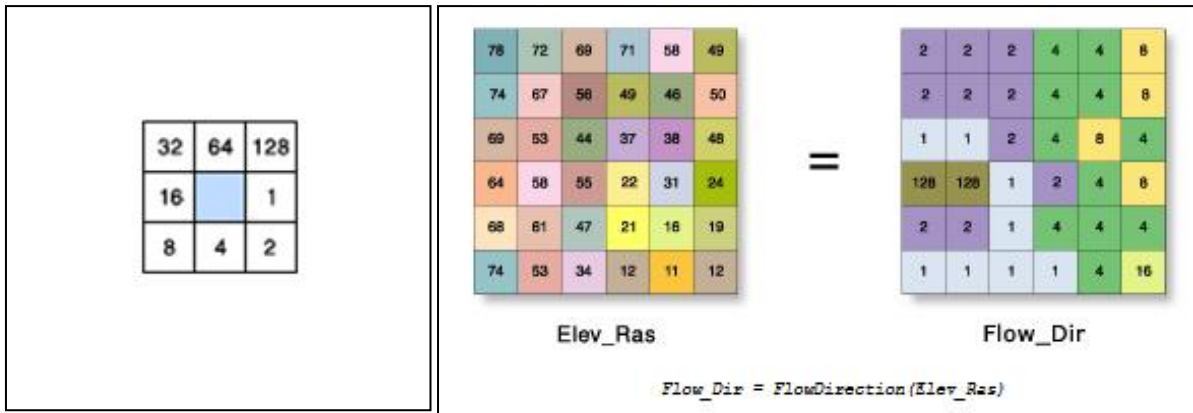 32 64 128
16 1
8 4 2
78 72 69 71 58 49
74 67 56 49 46 50
69 53 44 37 38 48
64 58 55 22 31 24
68 61 47 21 16 19
74 53 34 12 11 12
Elev_Ras
=
2 2 2 4 4 8
2 2 2 4 4 8
1 1 2 4 8 4
128 128 1 2 4 8
2 2 1 4 4 4
1 1 1 1 4 16
Flow_Dir
Flow_Dir = FlowDirection(Elev_Ras)